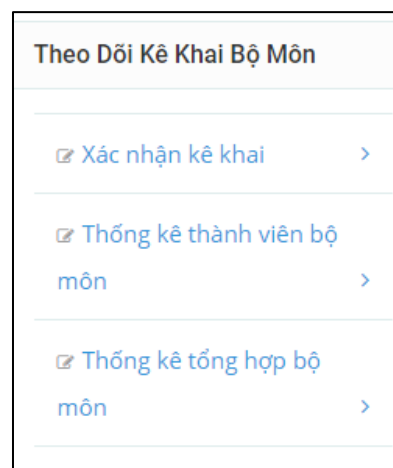 Theo Dõi Kê Khai Bộ Môn
Xác nhận kê khai
Thống kê thành viên bộ
môn
Thống kê tổng hợp bộ
môn